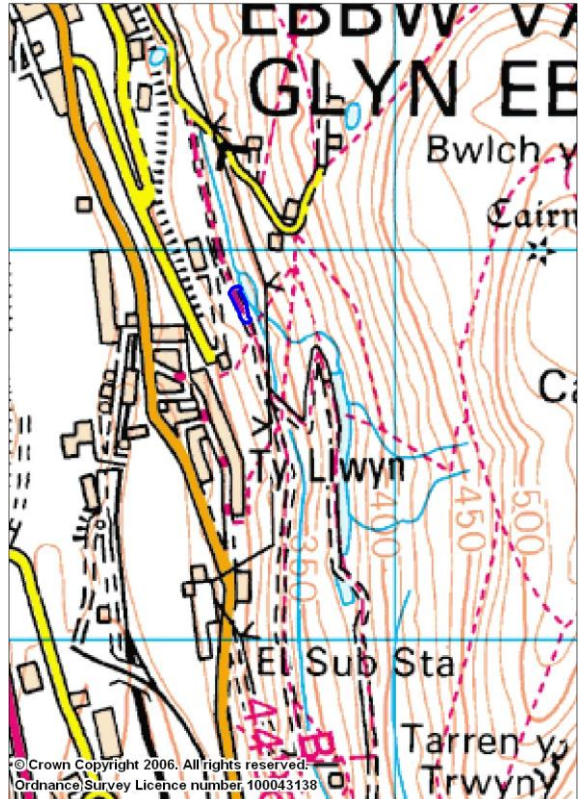 EBBW VA
GLYN EB
Bwlch y
Cairn
Ca
Ty Llwyn
350
400
450
500
El Sub Sta
44
B
Tarren y
Trwyn
© Crown Copyright 2006. All rights reserved.
Ordnance Survey Licence number 100043138